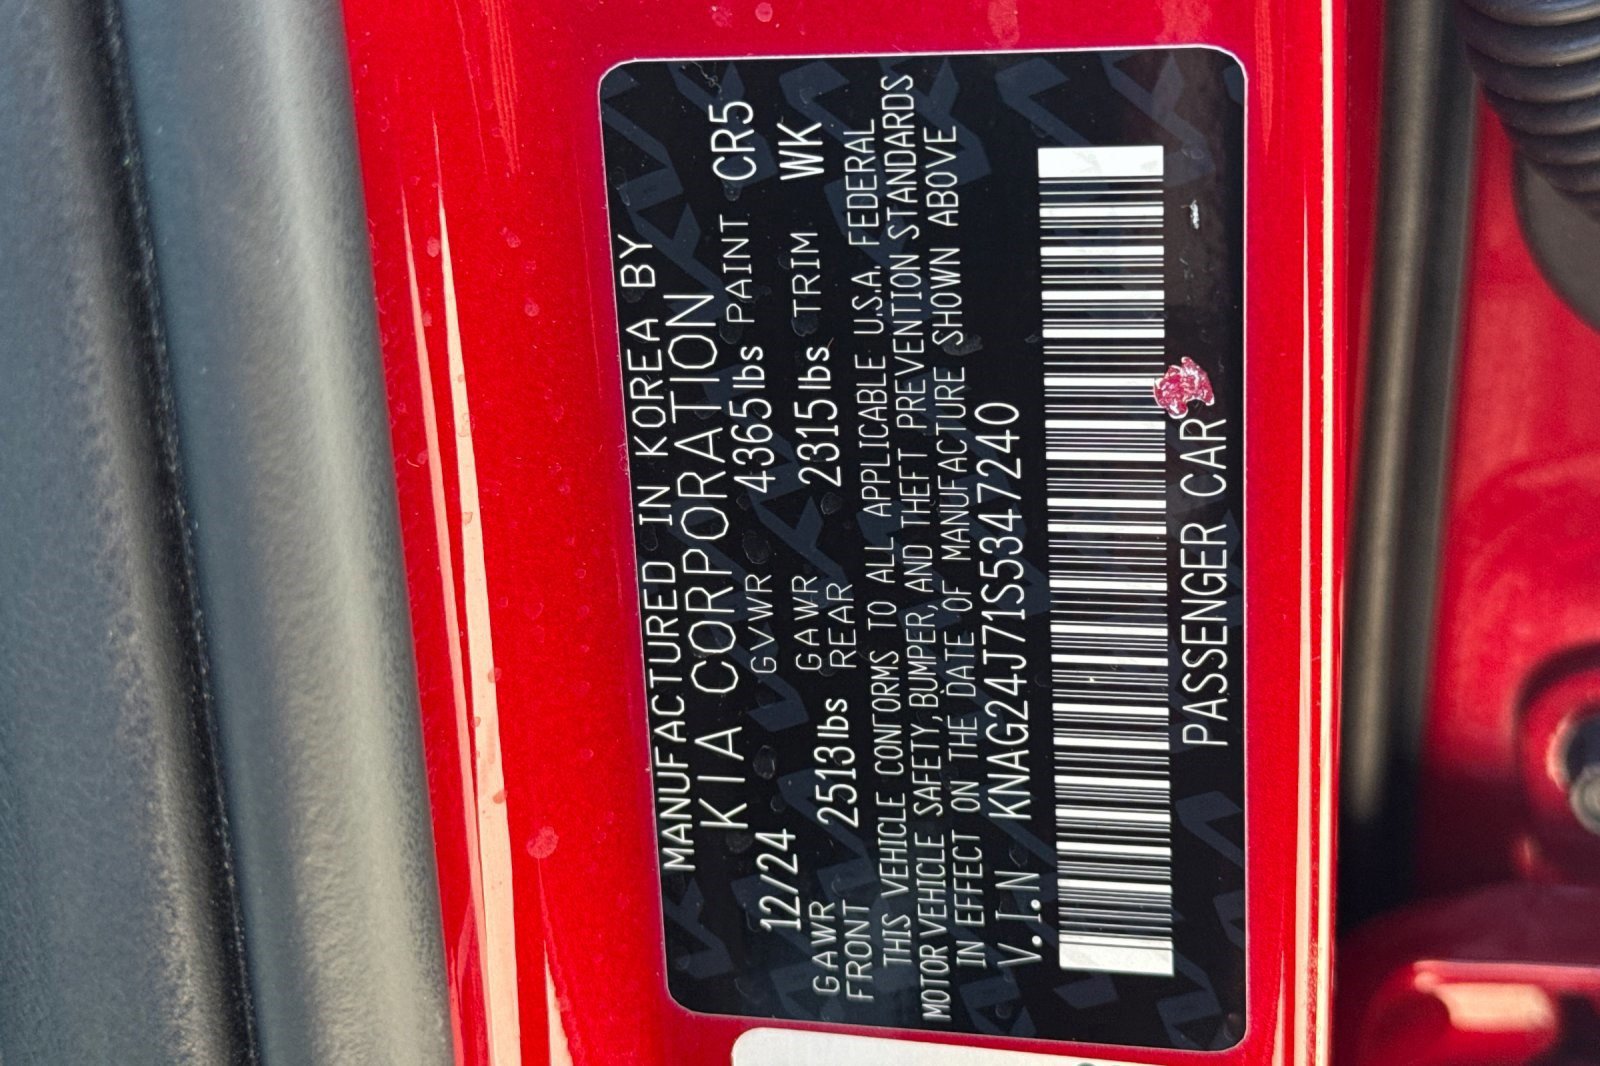 MANUFACTURED IN KOREA BY
KIA CORPORATION
12/24 GVWR 4365lbs PAINT CR5
GAWR FRONT 2513lbs GAWR REAR 2315lbs TRIM WK
THIS VEHICLE CONFORMS TO ALL APPLICABLE U.S.A. FEDERAL
MOTOR VEHICLE SAFETY, BUMPER, AND THEFT PREVENTION STANDARDS
IN EFFECT ON THE DATE OF MANUFACTURE SHOWN ABOVE
V.I.N KNAG24J71S5347240
PASSENGER CAR